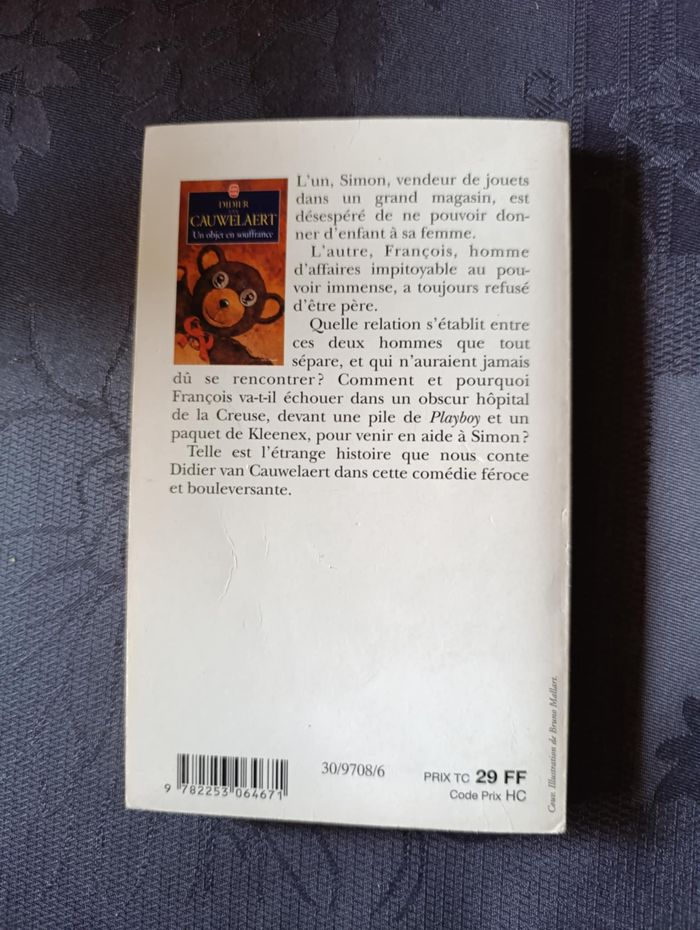 DIDIER
VAN
CAUWELAERT
Un objet en souffrance
L'un, Simon, vendeur de jouets
dans un grand magasin, est
désespéré de ne pouvoir don-
ner d'enfant à sa femme.
L'autre, François, homme
d'affaires impitoyable au pou-
voir immense, a toujours refusé
d'être père.
Quelle relation s'établit entre
ces deux hommes que tout
sépare, et qui n'auraient jamais
dû se rencontrer ? Comment et pourquoi
François va-t-il échouer dans un obscur hôpital
de la Creuse, devant une pile de Playboy et un
paquet de Kleenex, pour venir en aide à Simon ?
Telle est l'étrange histoire que nous conte
Didier van Cauwelaert dans cette comédie féroce
et bouleversante.
9 782253 064671
30/9708/6
PRIX TC 29 FF
Code Prix HC
Couv. Illustration de Bruno Mallart.